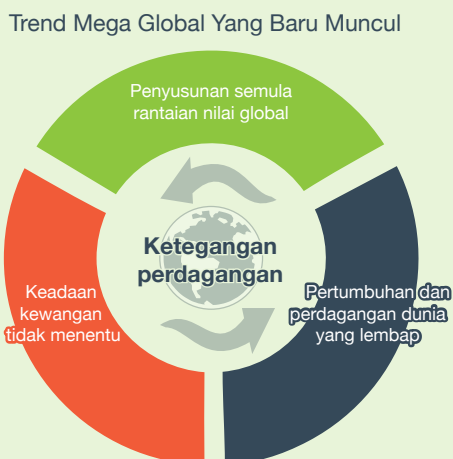 Trend Mega Global Yang Baru Muncul
Penyusunan semula
rantaian nilai global
Ketegangan
perdagangan
Keadaan
kewangan
tidak menentu
Pertumbuhan dan
perdagangan dunia
yang lembap